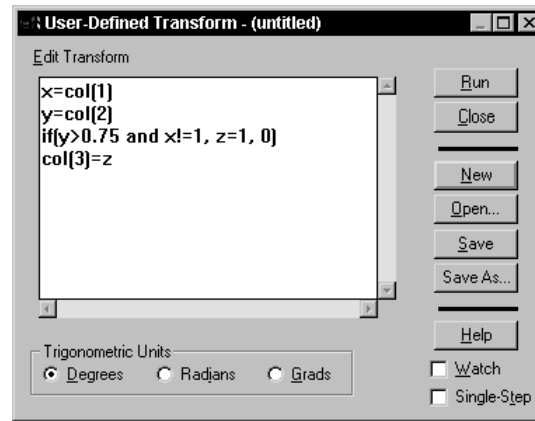 User-Defined Transform - (untitled)
Edit Transform
x=col(1)
y=col(2)
if(y>0.75 and x!=1, z=1, 0)
col(3)=z
Run
Close
New
Open...
Save
Save As...
Help
Trigonometric Units
Degrees Radians Grads
Watch
Single-Step